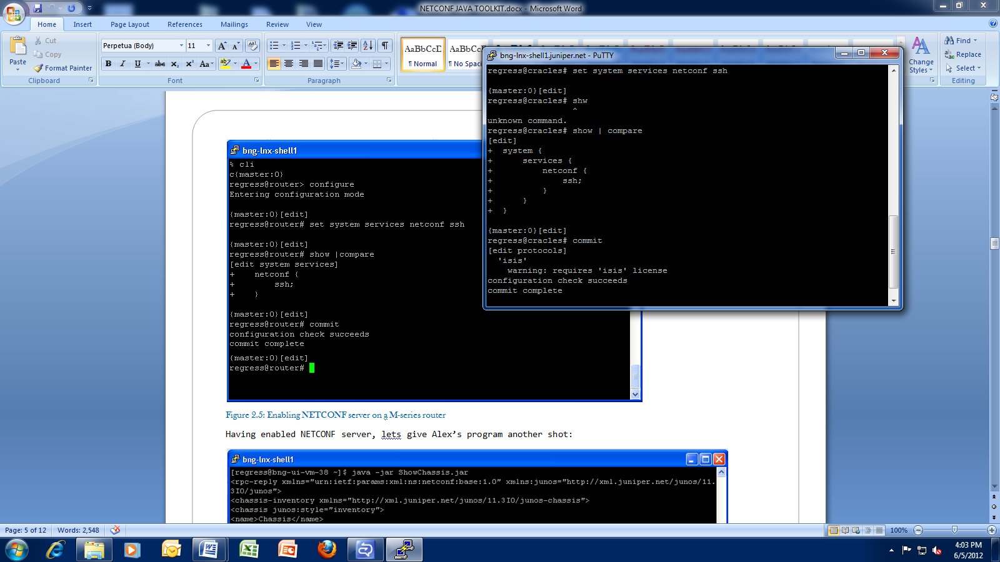 NETCONF JAVA TOOLKIT.docx - Microsoft Word
Home Insert Page Layout References Mailings Review View
Paste
Cut
Copy
Format Painter
Clipboard
Perpetua (Body) 11
Font
Paragraph
AaBbCcD
¶ Normal
¶ No Spaci
Change
Styles
Find
Replace
Select
Editing
bng-lnx-shell1.juniper.net - PuTTY
regress@cracles# set system services netconf ssh
{master:0}[edit]
regress@cracles# shw
^
unknown command.
regress@cracles# show | compare
[edit]
+  system {
+      services {
+          netconf {
+              ssh;
+          }
+      }
+  }
{master:0}[edit]
regress@cracles# commit
[edit protocols]
'isis'
warning: requires 'isis' license
configuration check succeeds
commit complete
bng-lnx-shell1
% cli
c{master:0}
regress@router> configure
Entering configuration mode
{master:0}[edit]
regress@router# set system services netconf ssh
{master:0}[edit]
regress@router# show |compare
[edit system services]
+    netconf {
+        ssh;
+    }
{master:0}[edit]
regress@router# commit
configuration check succeeds
commit complete
{master:0}[edit]
regress@router#
Figure 2.5: Enabling NETCONF server on a M-series router
Having enabled NETCONF server, lets give Alex’s program another shot:
bng-lnx-shell1
[regress@bng-ui-vm-38 ~]$ java -jar ShowChassis.jar
<rpc-reply xmlns="urn:ietf:params:xml:ns:netconf:base:1.0" xmlns:junos="http://xml.juniper.net/junos/11.
3I0/junos">
<chassis-inventory xmlns="http://xml.juniper.net/junos/11.3I0/junos-chassis">
<chassis junos:style="inventory">
<name>Chassis</name>
Page: 5 of 12 Words: 2,548
100%
4:03 PM
6/5/2012